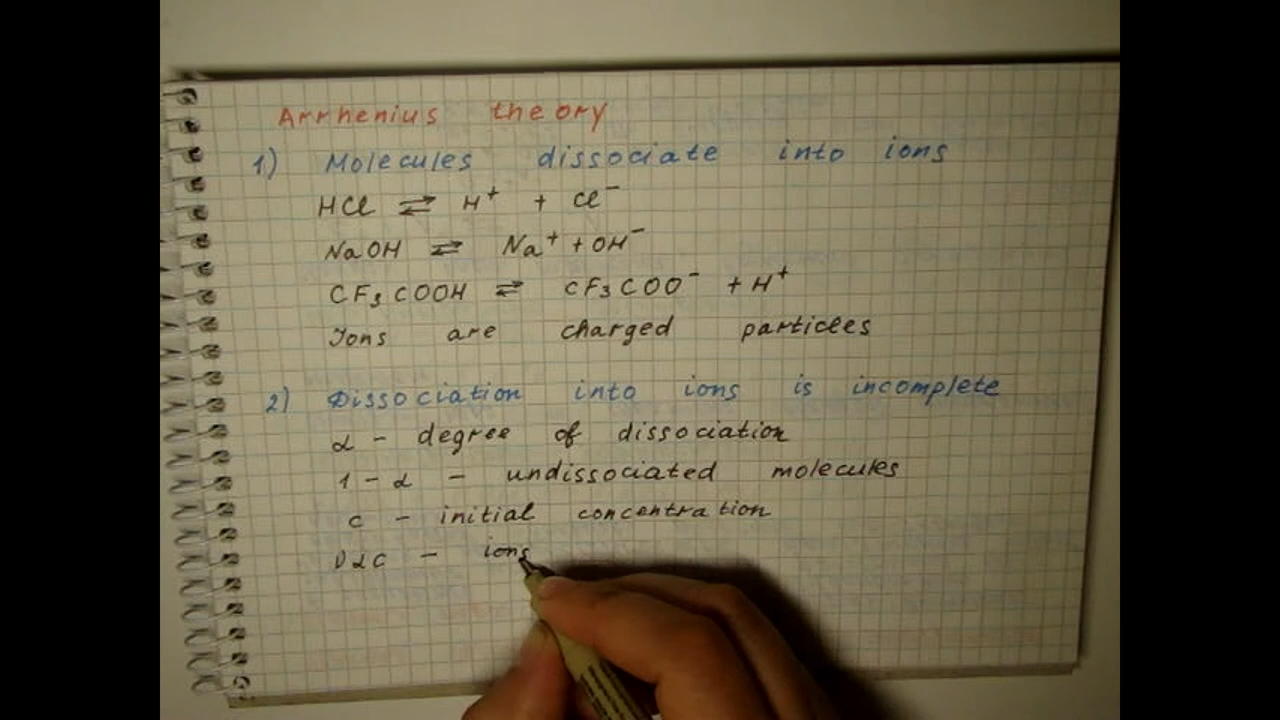 Arrhenius theory
1) Molecules dissociate into ions
HCl ⇌ H⁺ + Cl⁻
NaOH ⇌ Na⁺ + OH⁻
CF₃COOH ⇌ CF₃COO⁻ + H⁺
Ions are charged particles
2) Dissociation into ions is incomplete
α - degree of dissociation
1 - α - undissociated molecules
c - initial concentration
ναc - ions